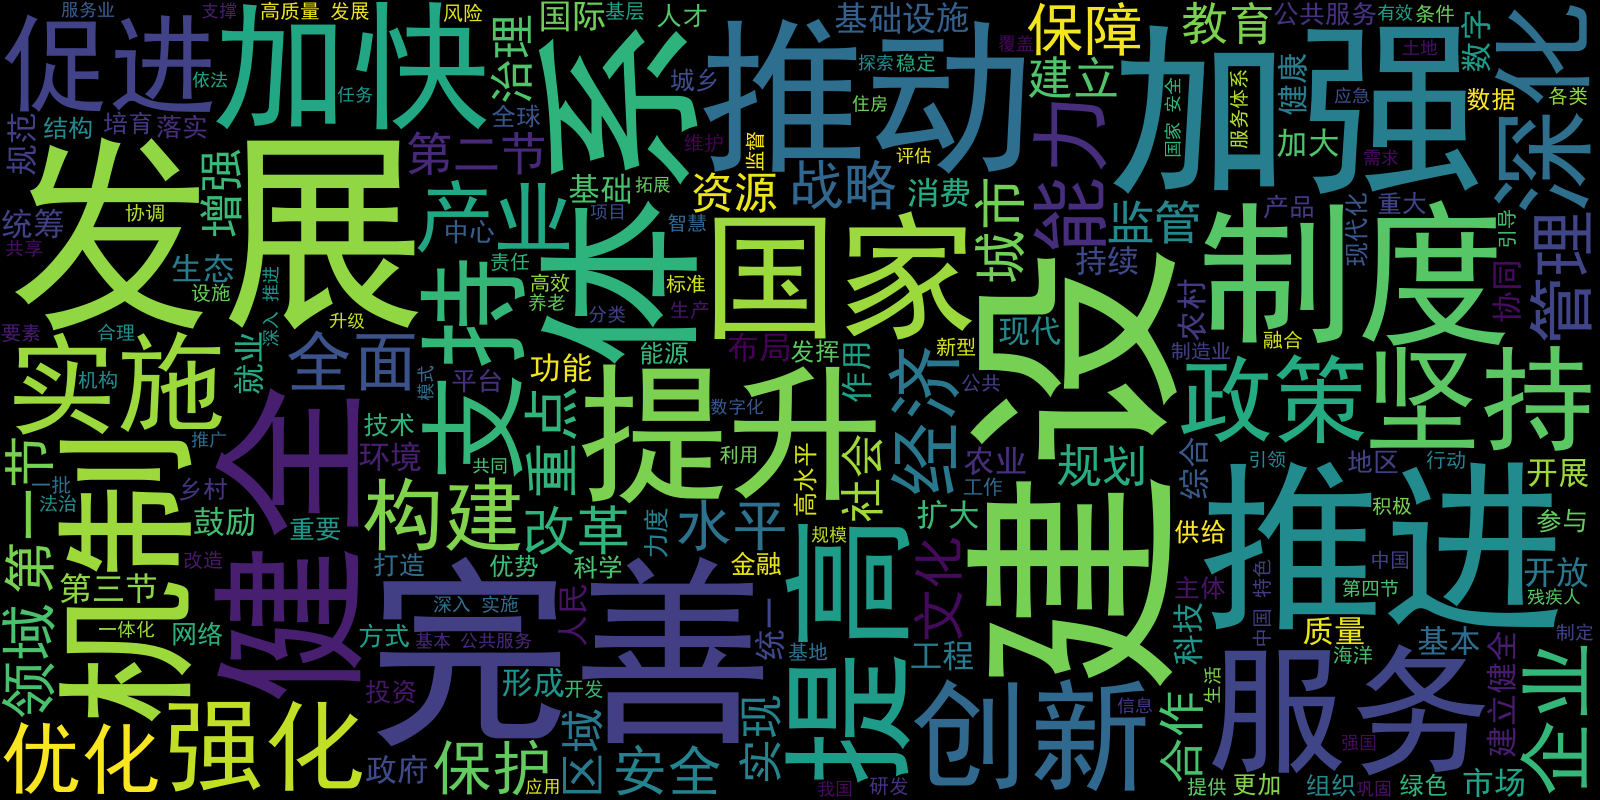 服务业
支撑
高质量 发展
风险
国际
基层
人才
基础设施
保障
教育
公共服务
有效
条件
促进
加快
系
推动
加强
深化
治理
覆盖
土地
数字
依法
任务
城乡
探索
稳定
建立
健康
国家 安全
服务体系
应急
数据
各类
规范
结构
培育
落实
全球
住房
能力
加大
需求
第二节
维护
监督
评估
发展
增强
统筹
协调
共享
产业
基础
拓展
资源
战略
消费
城市
监管
产品
重大
现代化
引导
管理
中心
项目
智慧
体
国家
建设
制度
持续
生态
设施
推进
责任
高效
养老
标准
生产
分类
农村
协同
要素
合理
深入
升级
支持
现代
制造业
融合
实施
机构
就业
全面
能源
布局
发挥
作用
新型
经济
公共
政策
坚持
功能
平台
模式
提升
数字化
机制
健全
推广
技术
环境
重点
共同
利用
高水平
社会
农业
工作
规划
综合
引领
地区
行动
开展
第一节
一批
法治
乡村
鼓励
重要
构建
改革
水平
力度
规模
扩大
推进
供给
积极
参与
改造
打造
优势
科学
金融
提高
文化
主体
中国
中国 特色
第四节
开放
残疾人
第三节
领域
一体化
网络
方式
深入 实施
基本 公共服务
人民
完善
统一
基地
工程
科技
质量
海洋
基本
制定
建立健全
投资
形成
开发
区域
实现
创新
信息
生活
合作
服务
强国
企业
优化
强化
政府
保护
应用
安全
我国
研发
提供
更加
组织
巩固
绿色
市场